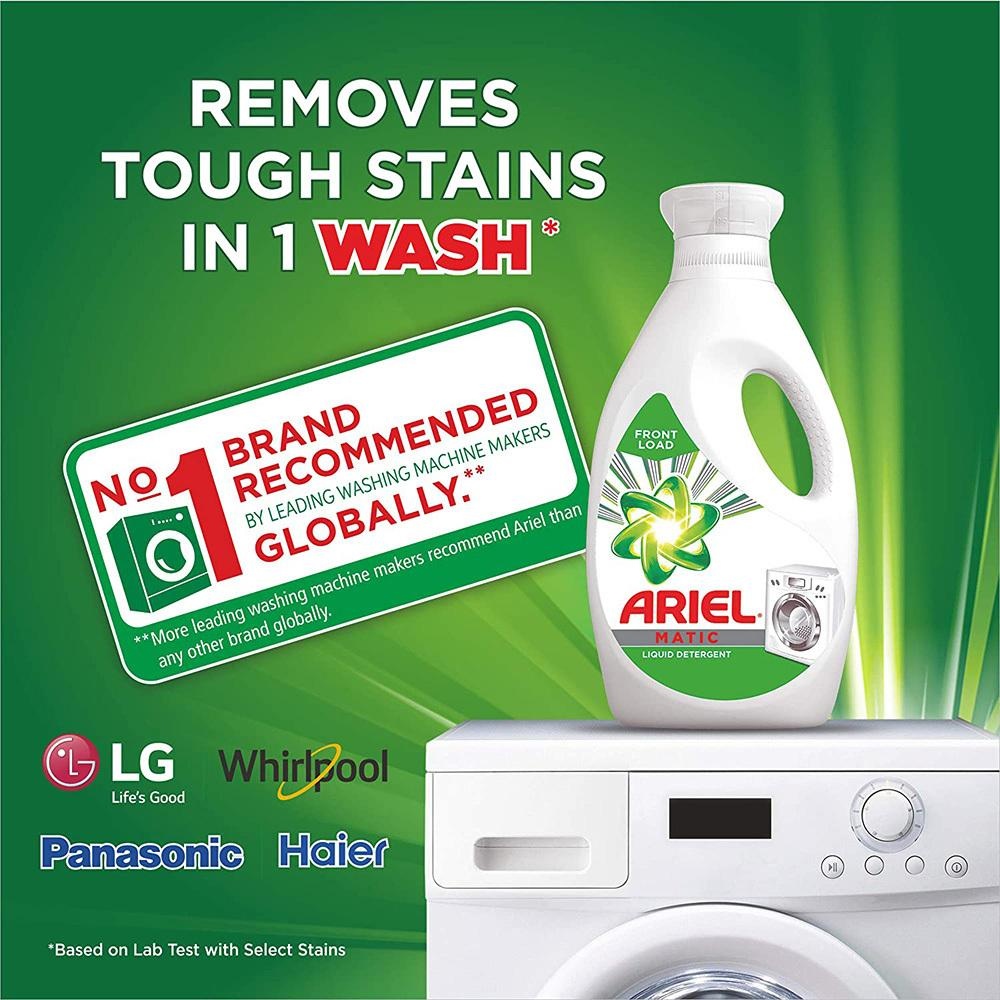 REMOVES
TOUGH STAINS
IN 1 WASH*
No 1
BRAND
RECOMMENDED
BY LEADING WASHING MACHINE MAKERS
GLOBALLY.**
**More leading washing machine makers recommend Ariel than
any other brand globally.
FRONT
LOAD
ARIEL
MATIC
LIQUID DETERGENT
LG
Life's Good
Whirlpool
Panasonic
Haier
*Based on Lab Test with Select Stains